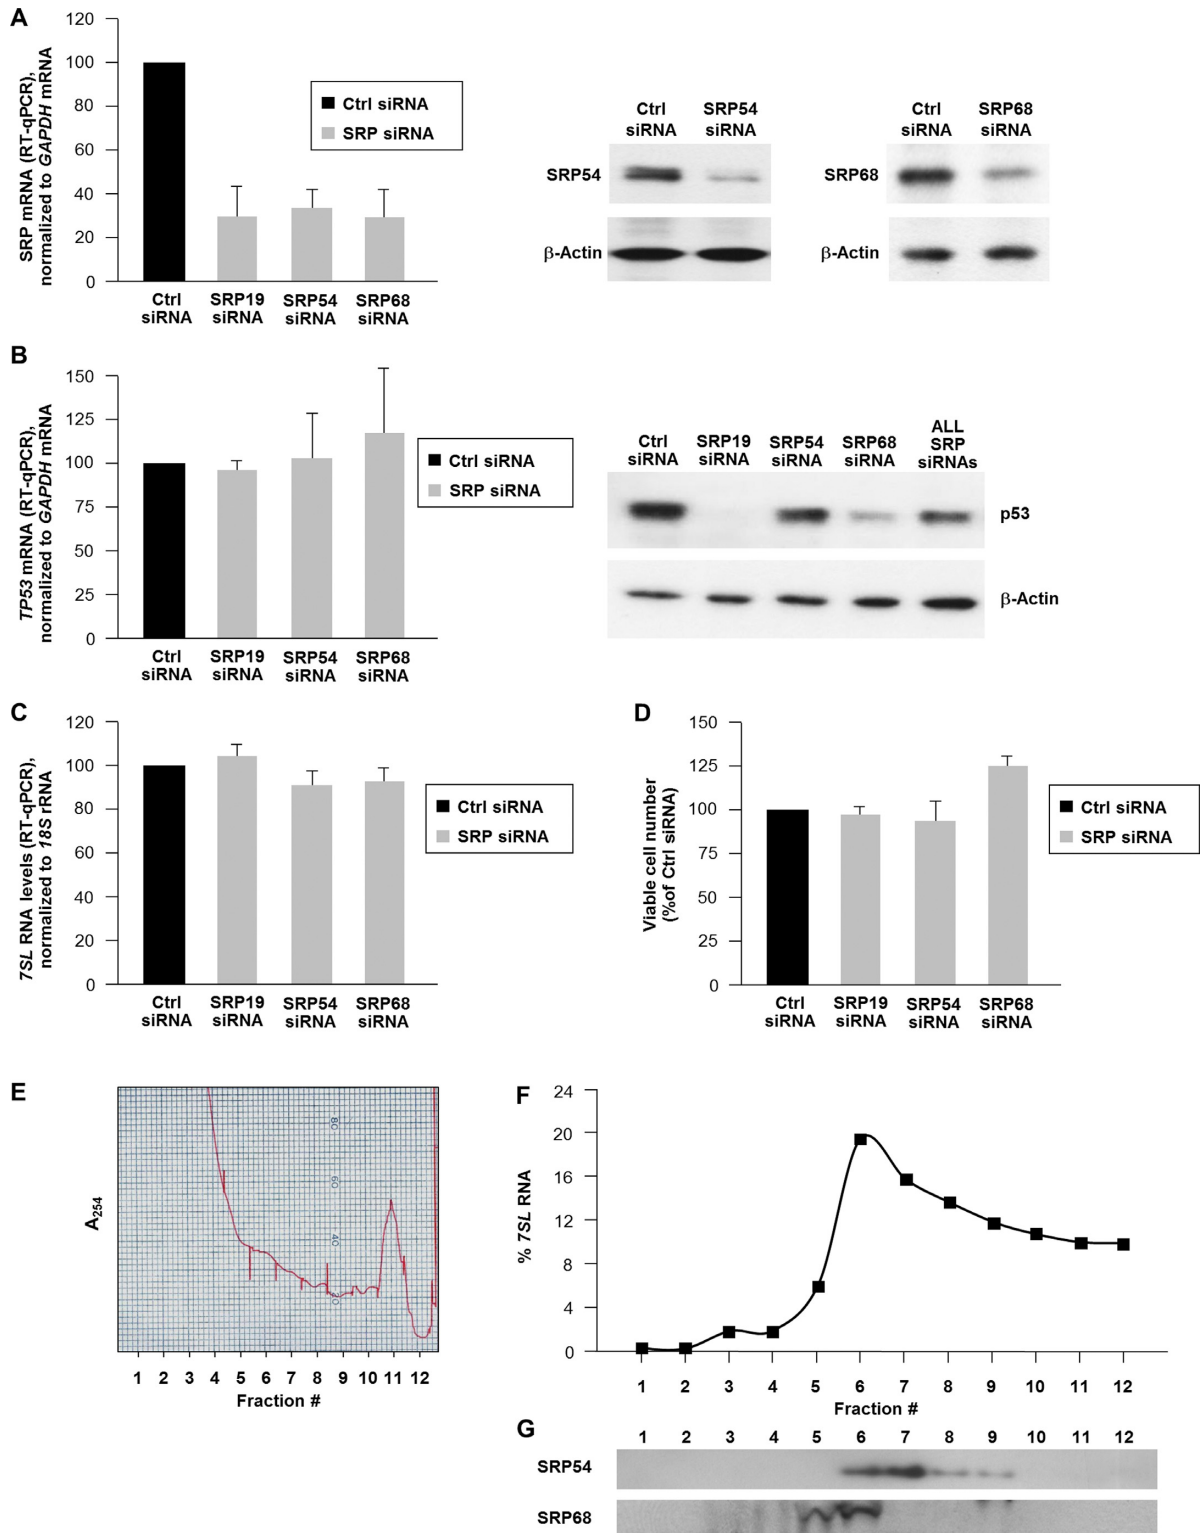 A
SRP mRNA (RT-qPCR),
normalized to GAPDH mRNA
120
100
80
60
40
20
0
Ctrl siRNA
SRP siRNA
Ctrl
siRNA
SRP19
siRNA
SRP54
siRNA
SRP68
siRNA
Ctrl
siRNA
SRP54
siRNA
SRP54
β-Actin
Ctrl
siRNA
SRP68
siRNA
SRP68
β-Actin
B
TP53 mRNA (RT-qPCR),
normalized to GAPDH mRNA
150
125
100
75
50
25
0
Ctrl siRNA
SRP siRNA
Ctrl
siRNA
SRP19
siRNA
SRP54
siRNA
SRP68
siRNA
Ctrl
siRNA
SRP19
siRNA
SRP54
siRNA
SRP68
siRNA
ALL
SRP
siRNAs
p53
β-Actin
C
7SL RNA levels (RT-qPCR),
normalized to 18S rRNA
120
100
80
60
40
20
0
Ctrl siRNA
SRP siRNA
Ctrl
siRNA
SRP19
siRNA
SRP54
siRNA
SRP68
siRNA
D
Viable cell number
(%of Ctrl siRNA)
150
125
100
75
50
25
0
Ctrl siRNA
SRP siRNA
Ctrl
siRNA
SRP19
siRNA
SRP54
siRNA
SRP68
siRNA
E
A254
80
60
40
20
1 2 3 4 5 6 7 8 9 10 11 12
Fraction #
F
% 7SL RNA
24
20
16
12
8
4
0
1 2 3 4 5 6 7 8 9 10 11 12
Fraction #
G
1 2 3 4 5 6 7 8 9 10 11 12
SRP54
SRP68